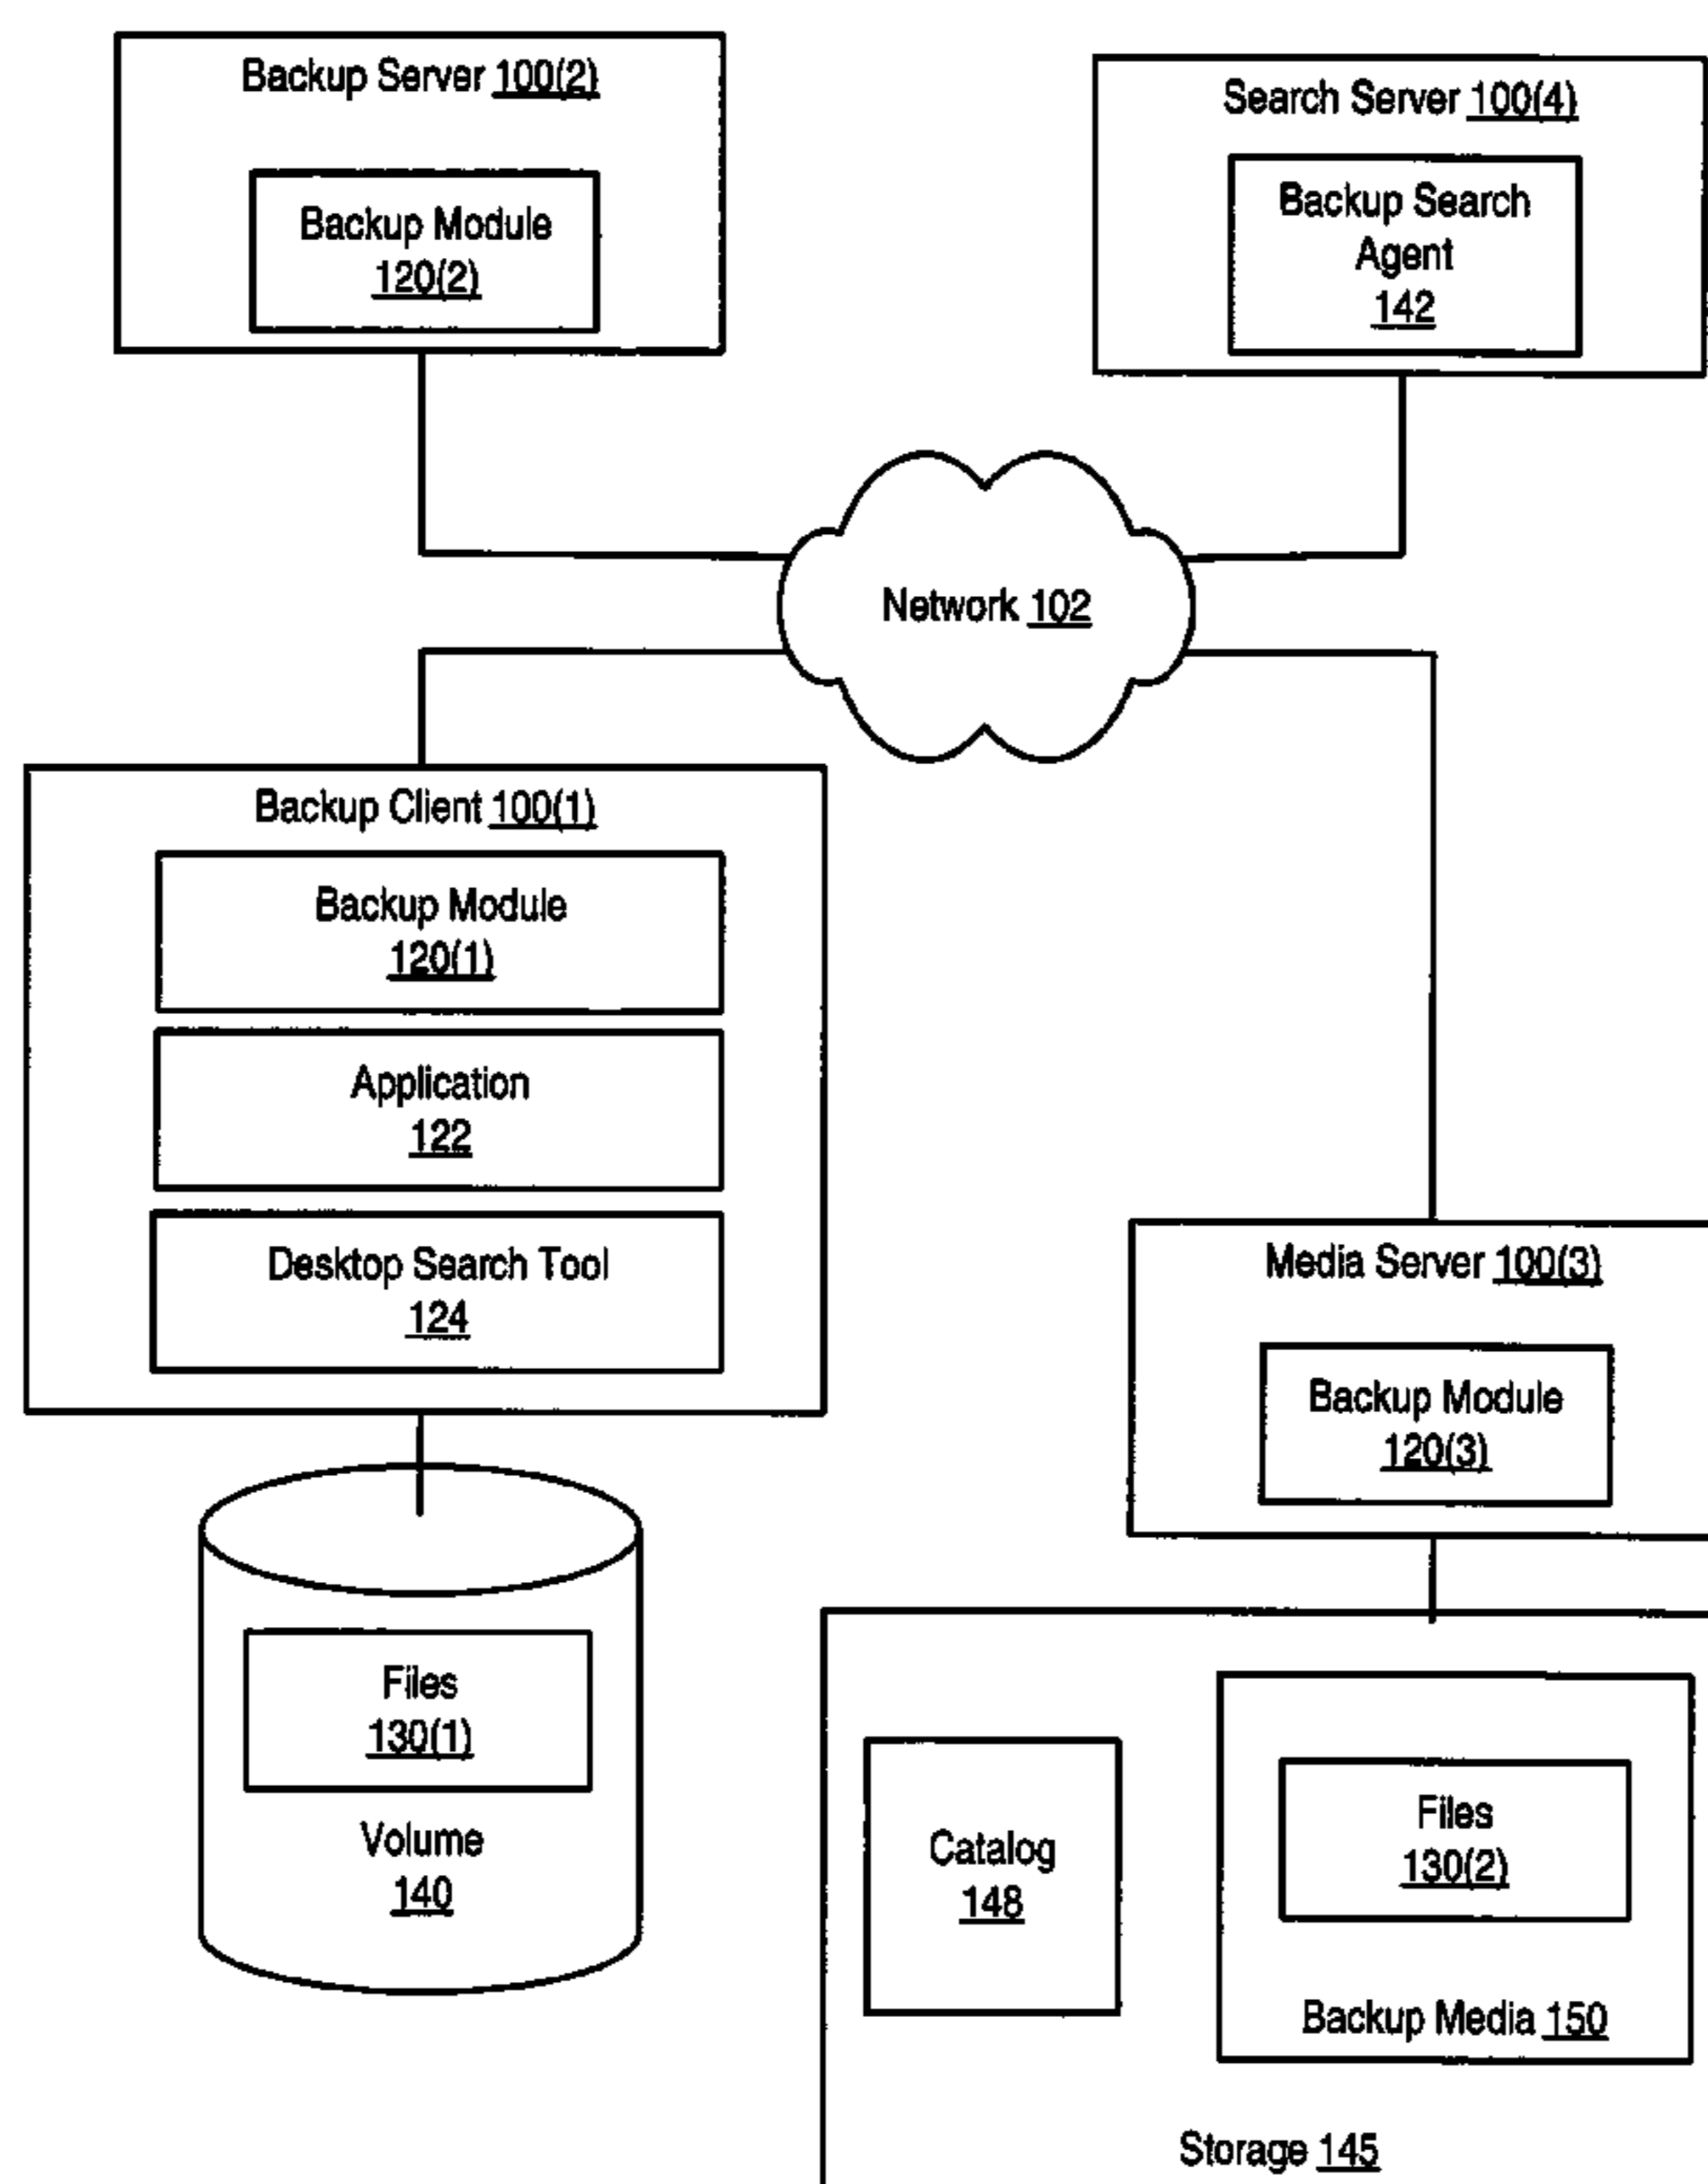 Backup Server 100(2)
Backup Module
120(2)
Search Server 100(4)
Backup Search
Agent
142
Network 102
Backup Client 100(1)
Backup Module
120(1)
Application
122
Desktop Search Tool
124
Files
130(1)
Volume
140
Media Server 100(3)
Backup Module
120(3)
Catalog
148
Files
130(2)
Backup Media 150
Storage 145